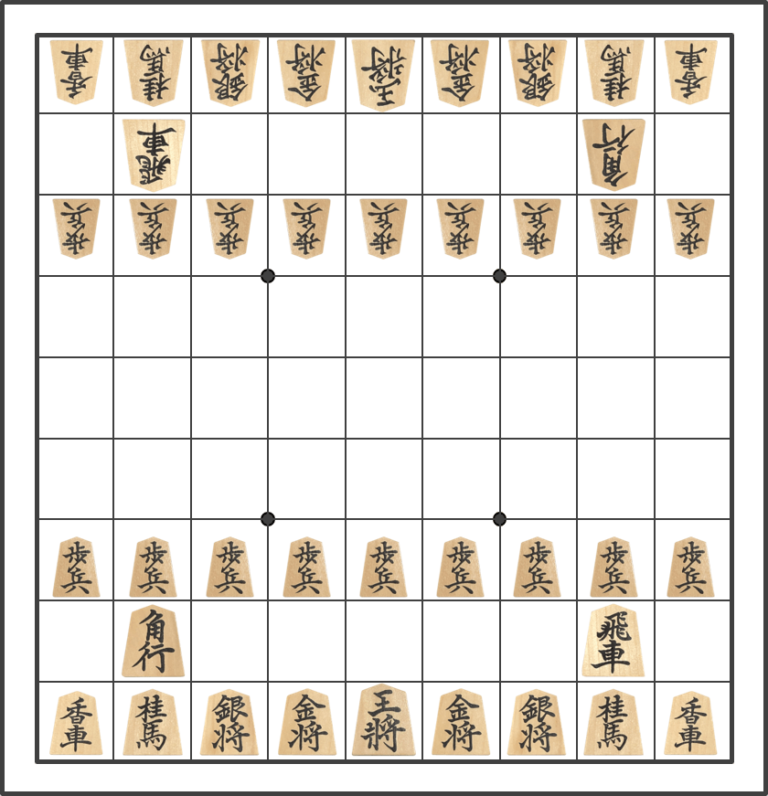 香車 桂馬 銀将 金将 玉将 金将 銀将 桂馬 香車
飛車 角行
歩兵 歩兵 歩兵 歩兵 歩兵 歩兵 歩兵 歩兵 歩兵
歩兵 歩兵 歩兵 歩兵 歩兵 歩兵 歩兵 歩兵 歩兵
角行 飛車
香車 桂馬 銀将 金将 王将 金将 銀将 桂馬 香車